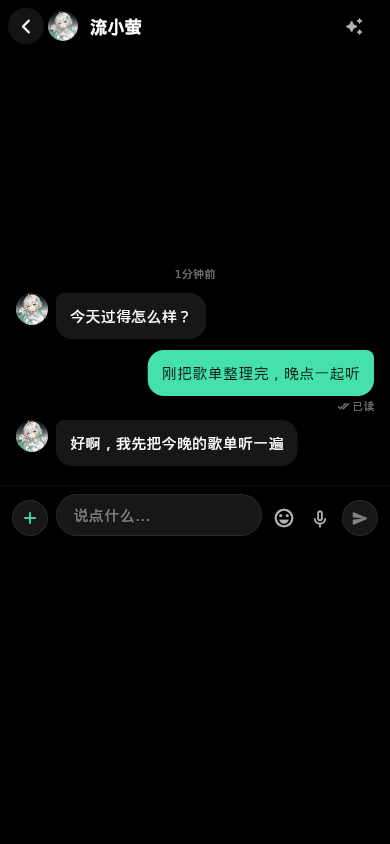 流小萤
1分钟前
今天过得怎么样？
刚把歌单整理完，晚点一起听
已读
好啊，我先把今晚的歌单听一遍
说点什么...